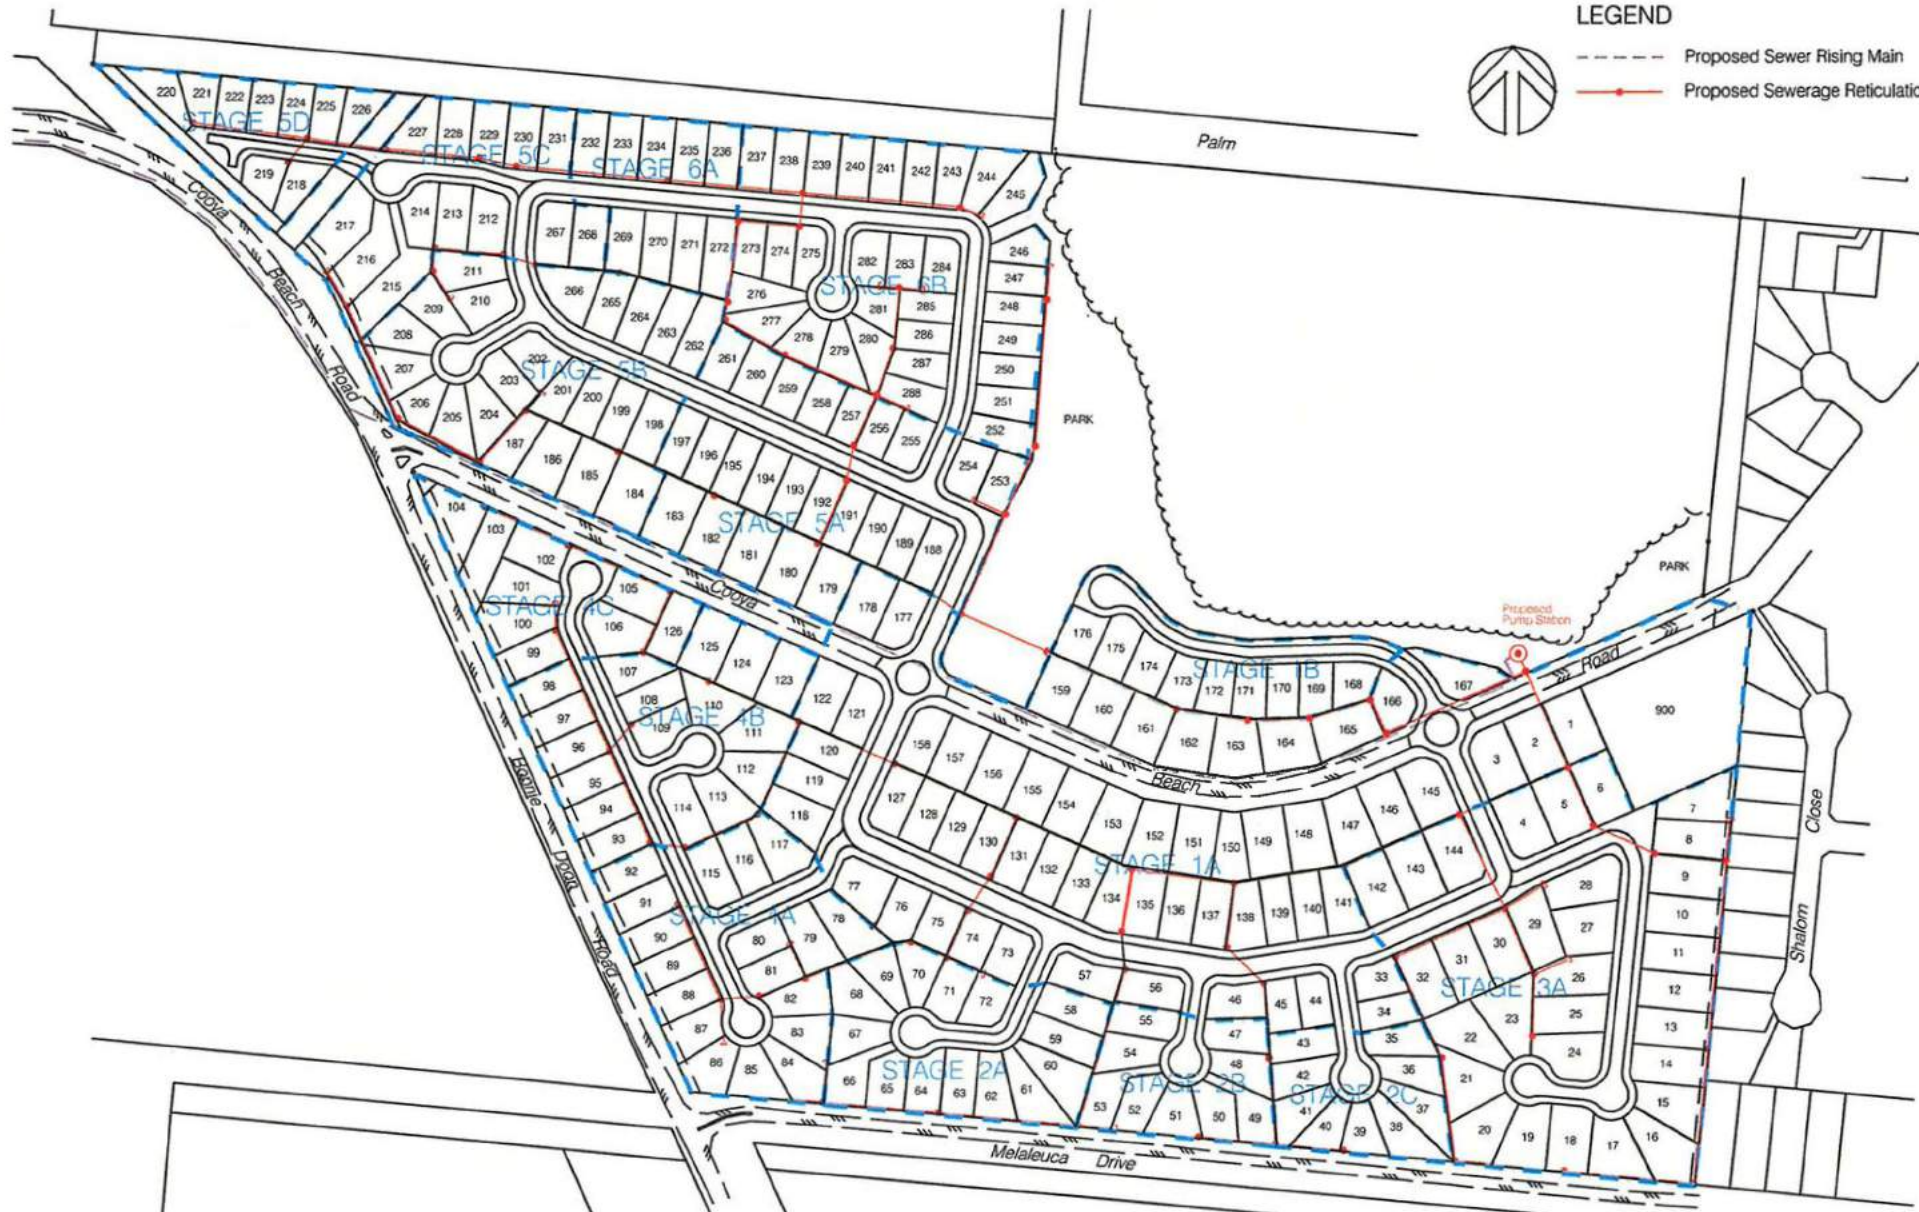 LEGEND
Proposed Sewer Rising Main
Proposed Sewerage Reticulatio
Palm
220 221 222 223 224 225 226
STAGE 5D
227 228 229 230 231 232 233 234 235 236 237 238 239 240 241 242 243 244 245
STAGE 5C
STAGE 6A
219 218
217
216
215
214 213 212
211
210
209
208
207
206 205 204 203 202
267 268 269 270 271 272 273 274 275
282 283 284
STAGE 6B
276 277 278 279 280 281
285
286
287
288
246
247
248
249
250
251
252
254 253
266 265 264 263 262 261 260 259 258 257 256 255
STAGE 5B
201 200 199 198 197 196 195 194 193 192 191 190 189 188
187 186 185 184 183 182 181 180 179 178 177
STAGE 5A
PARK
PARK
Cooya
Beach
Road
Cooya
Beach
Road
Proposed
Pump Station
104
103
102
101
100
99
98
97
96
95
94
93
92
91
90
89
88
87
86 85 84
83
82
81
80 79 78 77
STAGE 4C
105
106
107
108
109
110
111
112
113
114
115 116 117
118
119
120
121
122
123
124
125
126
STAGE 4B
STAGE 4A
Bonnie
Doon
Road
176 175 174 173 172 171 170 169 168 166 167
STAGE 1B
159 160 161 162 163 164 165
158 157 156 155 154 153 152 151 150 149 148 147 146 145
127 128 129 130 131 132 133 134 135 136 137 138 139 140 141 142 143 144
STAGE 1A
900
1
2
3
4
5
6
7
8
9
10
11
12
13
14
15
16
17
18
19
20
21
22
23
24
25
26
27
28
29
30
31
32
STAGE 3A
33
34
35
36
37
38
39
40
41
42
43
44
45
STAGE 2C
46
47
48
49
50
51
52
53
54
55
56
STAGE 2B
57
58
59
60
61
62
63
64
65
66
67
68
69
70
71
72
73
74
75
76
STAGE 2A
Melaleuca Drive
Shalom
Close